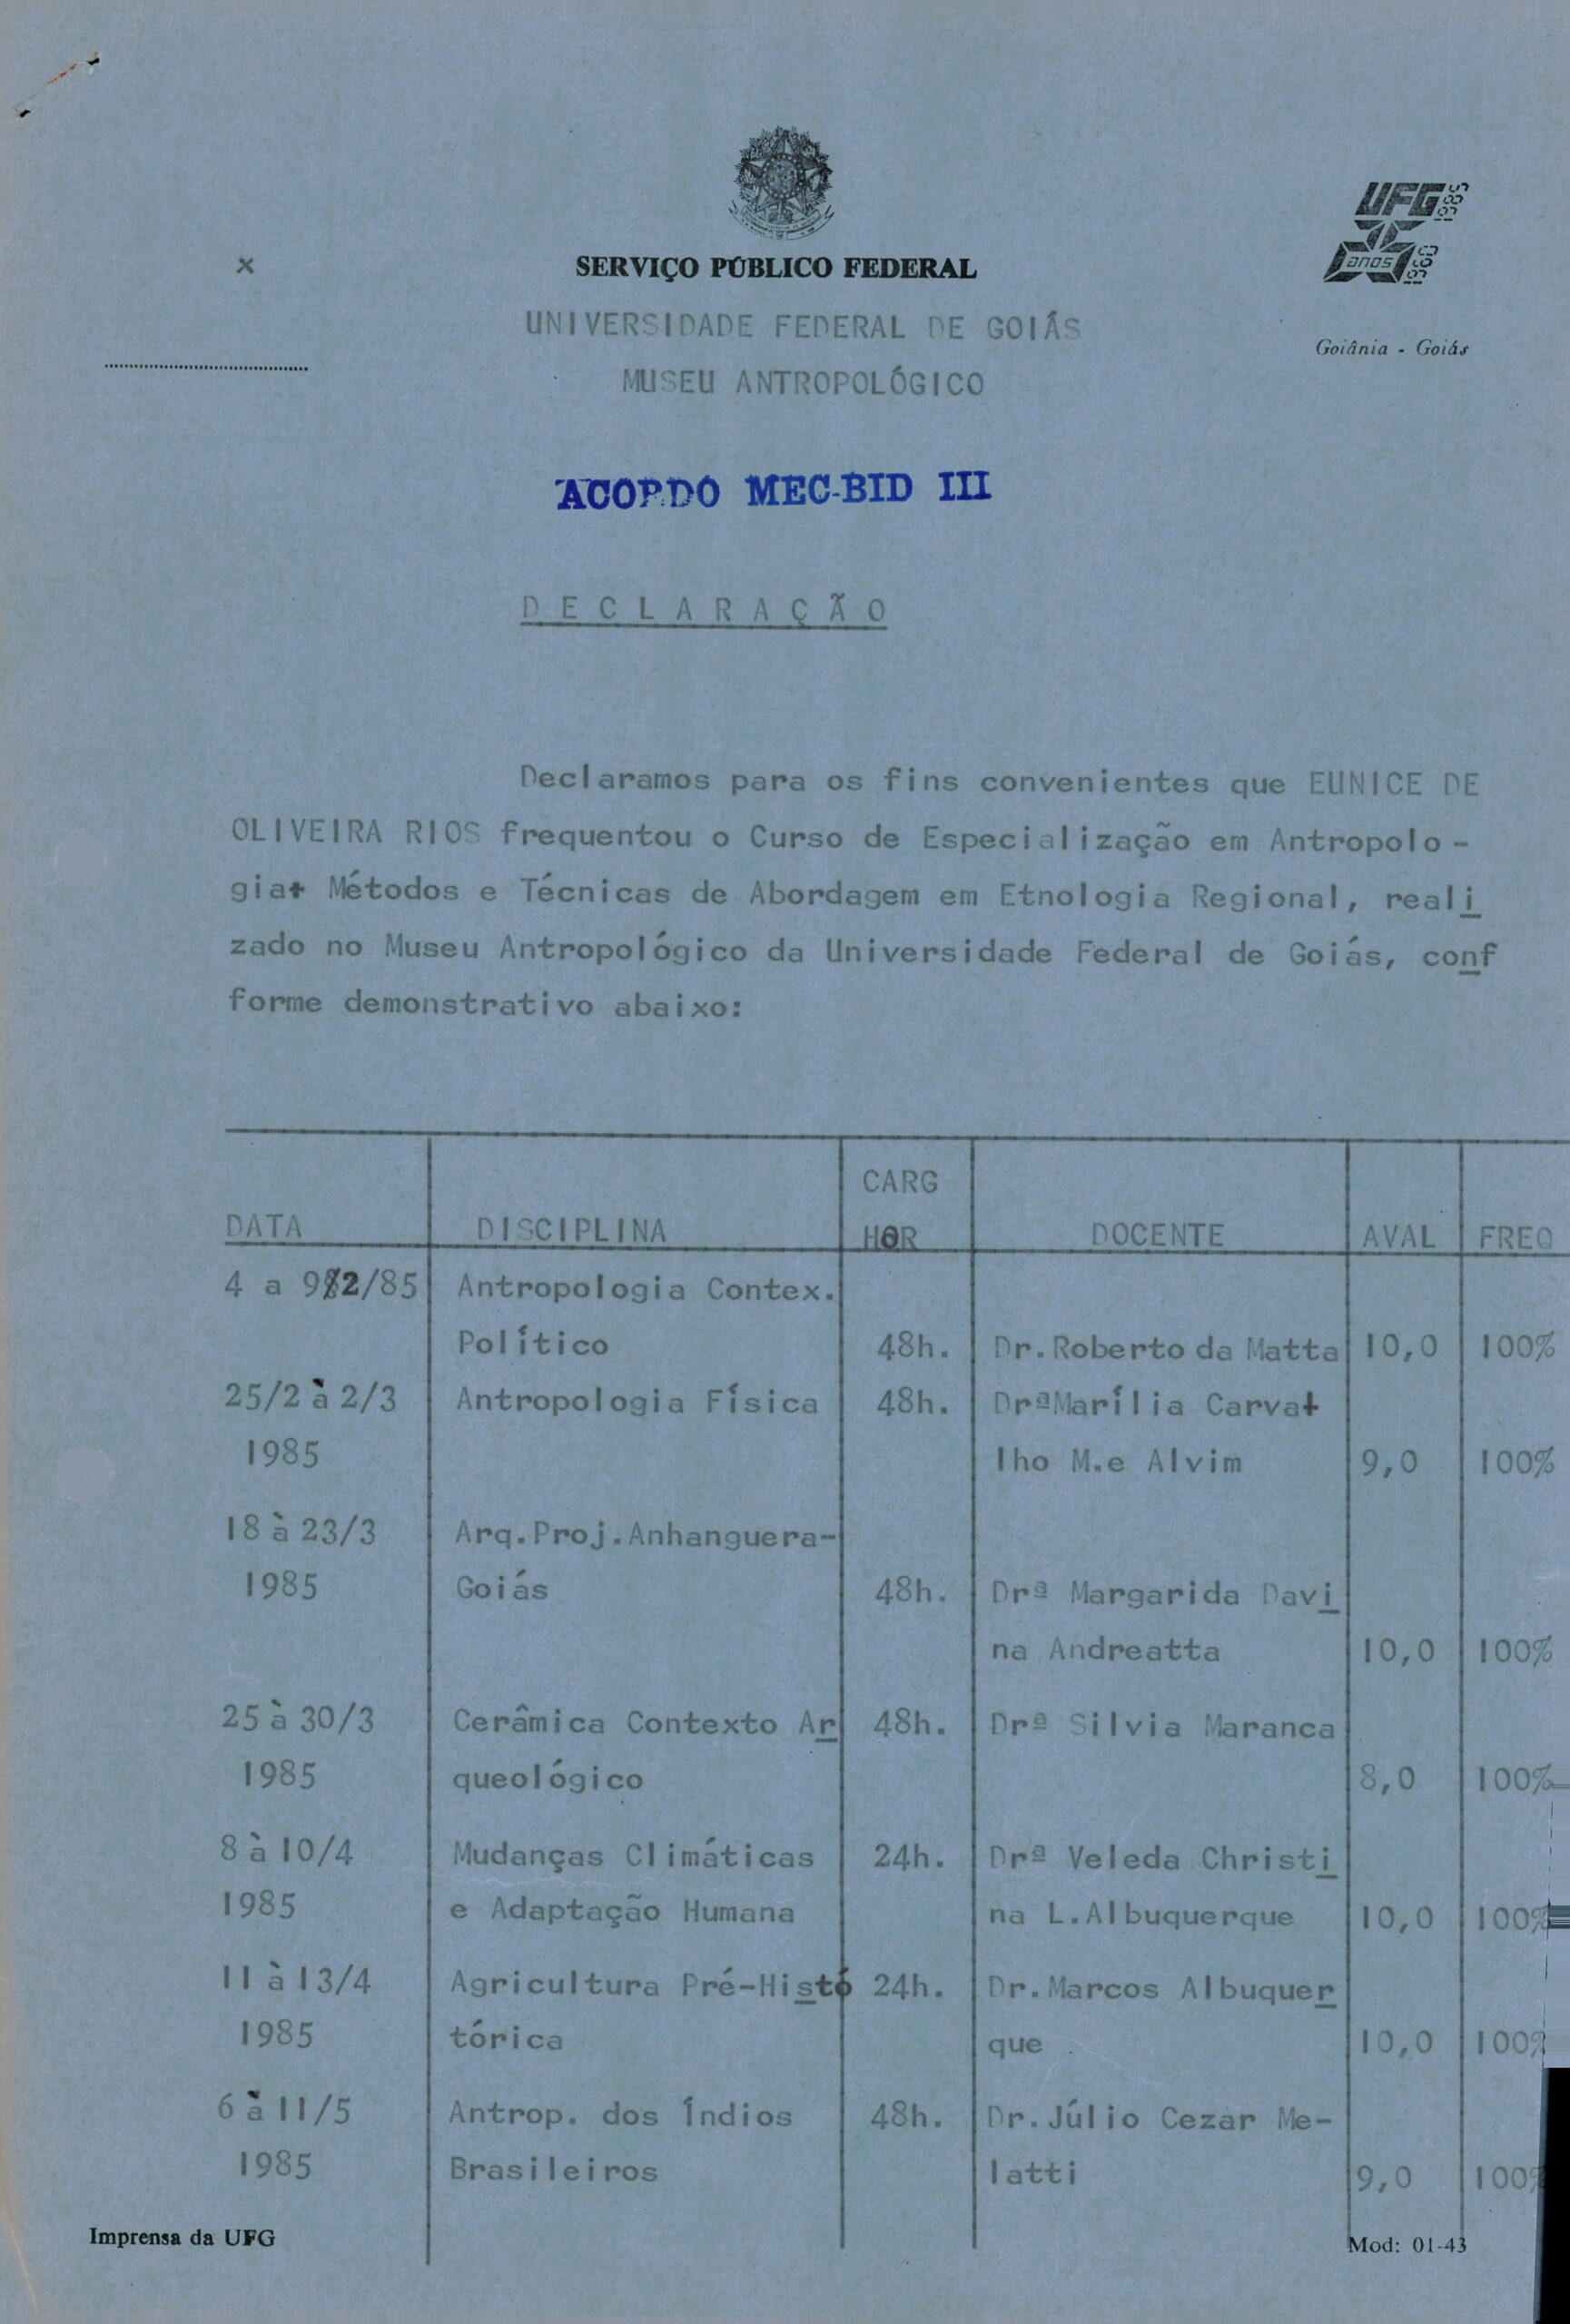 UFG 1985
anos 1960
SERVIÇO PÚBLICO FEDERAL
x
UNIVERSIDADE FEDERAL DE GOIÁS
Goiânia - Goiás
MUSEU ANTROPOLÓGICO
ACORDO MEC-BID III
DECLARAÇÃO
Declaramos para os fins convenientes que EUNICE DE
OLIVEIRA RIOS frequentou o Curso de Especialização em Antropolo-
gia+ Métodos e Técnicas de Abordagem em Etnologia Regional, reali
zado no Museu Antropológico da Universidade Federal de Goiás, conf
forme demonstrativo abaixo:
CARG
DATA DISCIPLINA HOR DOCENTE AVAL FREQ
4 a 9/2/85 Antropologia Contex.
Político 48h. Dr.Roberto da Matta 10,0 100%
25/2 à 2/3 Antropologia Física 48h. DrªMarília Carva+
1985 lho M.e Alvim 9,0 100%
18 à 23/3 Arq.Proj.Anhanguera-
1985 Goiás 48h. Drª Margarida Davi
na Andreatta 10,0 100%
25 à 30/3 Cerâmica Contexto Ar 48h. Drª Silvia Maranca
1985 queológico 8,0 100%
8 à 10/4 Mudanças Climáticas 24h. Drª Veleda Christi
1985 e Adaptação Humana na L.Albuquerque 10,0 100%
11 à 13/4 Agricultura Pré-Histó 24h. Dr.Marcos Albuquer
1985 tórica que 10,0 100%
6 à 11/5 Antrop. dos Índios 48h. Dr.Júlio Cezar Me-
1985 Brasileiros latti 9,0 100%
Imprensa da UFG Mod: 01-43